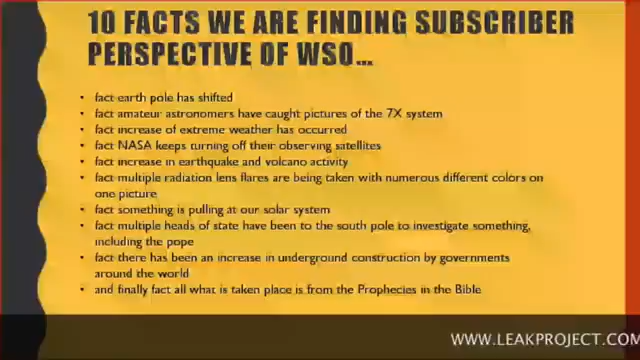 10 FACTS WE ARE FINDING SUBSCRIBER
PERSPECTIVE OF WSO...
• fact earth pole has shifted
• fact amateur astronomers have caught pictures of the 7X system
• fact increase of extreme weather has occurred
• fact NASA keeps turning off their observing satellites
• fact increase in earthquake and volcano activity
• fact multiple radiation lens flares are being taken with numerous different colors on
one picture
• fact something is pulling at our solar system
• fact multiple heads of state have been to the south pole to investigate something,
including the pope
• fact there has been an increase in underground construction by governments
around the world
• and finally fact all what is taken place is from the Prophecies in the Bible
WWW.LEAKPROJECT.COM